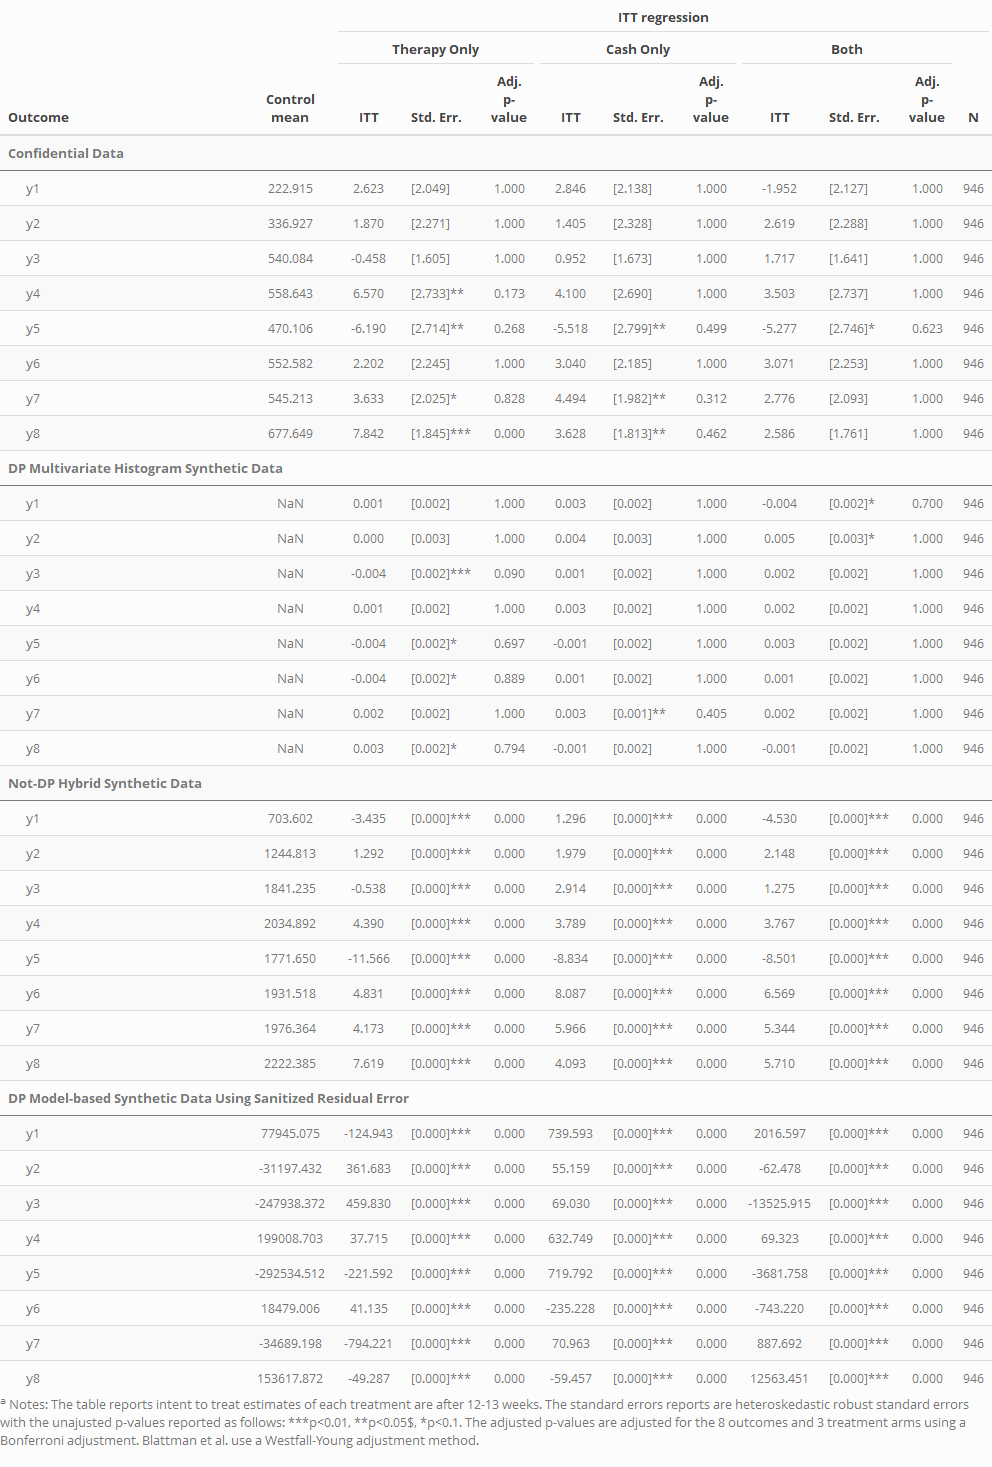 ITT regression
Therapy Only Cash Only Both
Outcome Control mean ITT Std. Err. Adj. p-value ITT Std. Err. Adj. p-value ITT Std. Err. Adj. p-value N
Confidential Data
y1 222.915 2.623 [2.049] 1.000 2.846 [2.138] 1.000 -1.952 [2.127] 1.000 946
y2 336.927 1.870 [2.271] 1.000 1.405 [2.328] 1.000 2.619 [2.288] 1.000 946
y3 540.084 -0.458 [1.605] 1.000 0.952 [1.673] 1.000 1.717 [1.641] 1.000 946
y4 558.643 6.570 [2.733]** 0.173 4.100 [2.690] 1.000 3.503 [2.737] 1.000 946
y5 470.106 -6.190 [2.714]** 0.268 -5.518 [2.799]** 0.499 -5.277 [2.746]* 0.623 946
y6 552.582 2.202 [2.245] 1.000 3.040 [2.185] 1.000 3.071 [2.253] 1.000 946
y7 545.213 3.633 [2.025]* 0.828 4.494 [1.982]** 0.312 2.776 [2.093] 1.000 946
y8 677.649 7.842 [1.845]*** 0.000 3.628 [1.813]** 0.462 2.586 [1.761] 1.000 946
DP Multivariate Histogram Synthetic Data
y1 NaN 0.001 [0.002] 1.000 0.003 [0.002] 1.000 -0.004 [0.002]* 0.700 946
y2 NaN 0.000 [0.003] 1.000 0.004 [0.003] 1.000 0.005 [0.003]* 1.000 946
y3 NaN -0.004 [0.002]*** 0.090 0.001 [0.002] 1.000 0.002 [0.002] 1.000 946
y4 NaN 0.001 [0.002] 1.000 0.003 [0.002] 1.000 0.002 [0.002] 1.000 946
y5 NaN -0.004 [0.002]* 0.697 -0.001 [0.002] 1.000 0.003 [0.002] 1.000 946
y6 NaN -0.004 [0.002]* 0.889 0.001 [0.002] 1.000 0.001 [0.002] 1.000 946
y7 NaN 0.002 [0.002] 1.000 0.003 [0.001]** 0.405 0.002 [0.002] 1.000 946
y8 NaN 0.003 [0.002]* 0.794 -0.001 [0.002] 1.000 -0.001 [0.002] 1.000 946
Not-DP Hybrid Synthetic Data
y1 703.602 -3.435 [0.000]*** 0.000 1.296 [0.000]*** 0.000 -4.530 [0.000]*** 0.000 946
y2 1244.813 1.292 [0.000]*** 0.000 1.979 [0.000]*** 0.000 2.148 [0.000]*** 0.000 946
y3 1841.235 -0.538 [0.000]*** 0.000 2.914 [0.000]*** 0.000 1.275 [0.000]*** 0.000 946
y4 2034.892 4.390 [0.000]*** 0.000 3.789 [0.000]*** 0.000 3.767 [0.000]*** 0.000 946
y5 1771.650 -11.566 [0.000]*** 0.000 -8.834 [0.000]*** 0.000 -8.501 [0.000]*** 0.000 946
y6 1931.518 4.831 [0.000]*** 0.000 8.087 [0.000]*** 0.000 6.569 [0.000]*** 0.000 946
y7 1976.364 4.173 [0.000]*** 0.000 5.966 [0.000]*** 0.000 5.344 [0.000]*** 0.000 946
y8 2222.385 7.619 [0.000]*** 0.000 4.093 [0.000]*** 0.000 5.710 [0.000]*** 0.000 946
DP Model-based Synthetic Data Using Sanitized Residual Error
y1 77945.075 -124.943 [0.000]*** 0.000 739.593 [0.000]*** 0.000 2016.597 [0.000]*** 0.000 946
y2 -31197.432 361.683 [0.000]*** 0.000 55.159 [0.000]*** 0.000 -62.478 [0.000]*** 0.000 946
y3 -247938.372 459.830 [0.000]*** 0.000 69.030 [0.000]*** 0.000 -13525.915 [0.000]*** 0.000 946
y4 199008.703 37.715 [0.000]*** 0.000 632.749 [0.000]*** 0.000 69.323 [0.000]*** 0.000 946
y5 -292534.512 -221.592 [0.000]*** 0.000 719.792 [0.000]*** 0.000 -3681.758 [0.000]*** 0.000 946
y6 18479.006 41.135 [0.000]*** 0.000 -235.228 [0.000]*** 0.000 -743.220 [0.000]*** 0.000 946
y7 -34689.198 -794.221 [0.000]*** 0.000 70.963 [0.000]*** 0.000 887.692 [0.000]*** 0.000 946
y8 153617.872 -49.287 [0.000]*** 0.000 -59.457 [0.000]*** 0.000 12563.451 [0.000]*** 0.000 946
a Notes: The table reports intent to treat estimates of each treatment are after 12-13 weeks. The standard errors reports are heteroskedastic robust standard errors
with the unajusted p-values reported as follows: ***p<0.01, **p<0.05$, *p<0.1. The adjusted p-values are adjusted for the 8 outcomes and 3 treatment arms using a
Bonferroni adjustment. Blattman et al. use a Westfall-Young adjustment method.